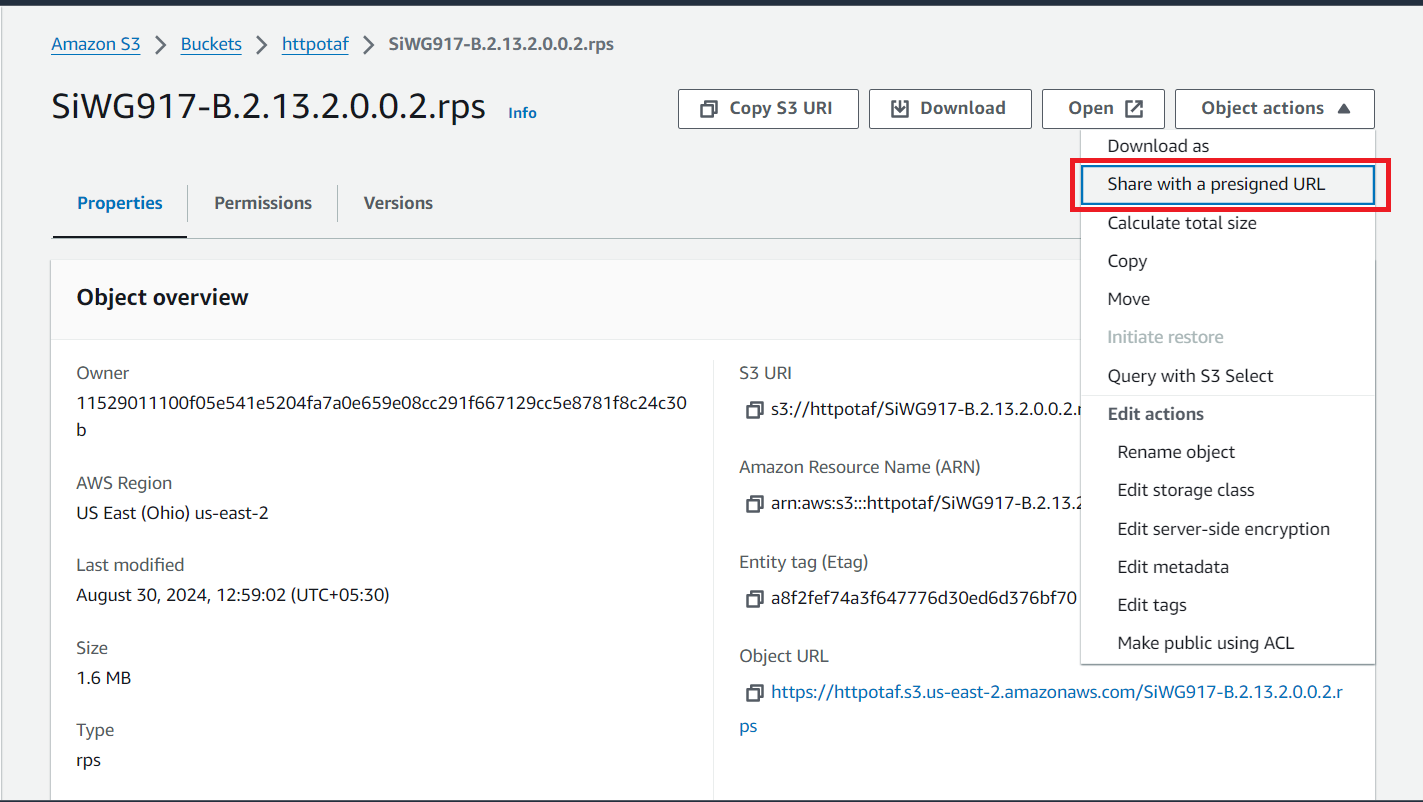 Amazon S3 > Buckets > httpotaf > SiWG917-B.2.13.2.0.0.2.rps
SiWG917-B.2.13.2.0.0.2.rps Info
Copy S3 URI
Download
Open
Object actions
Download as
Share with a presigned URL
Calculate total size
Copy
Move
Initiate restore
Query with S3 Select
Edit actions
Rename object
Edit storage class
Edit server-side encryption
Edit metadata
Edit tags
Make public using ACL
Properties
Permissions
Versions
Object overview
Owner
11529011100f05e541e5204fa7a0e659e08cc291f667129cc5e8781f8c24c30
b
AWS Region
US East (Ohio) us-east-2
Last modified
August 30, 2024, 12:59:02 (UTC+05:30)
Size
1.6 MB
Type
rps
S3 URI
s3://httpotaf/SiWG917-B.2.13.2.0.0.2.r
Amazon Resource Name (ARN)
arn:aws:s3:::httpotaf/SiWG917-B.2.13.2
Entity tag (Etag)
a8f2fef74a3f647776d30ed6d376bf70
Object URL
https://httpotaf.s3.us-east-2.amazonaws.com/SiWG917-B.2.13.2.0.0.2.r
ps